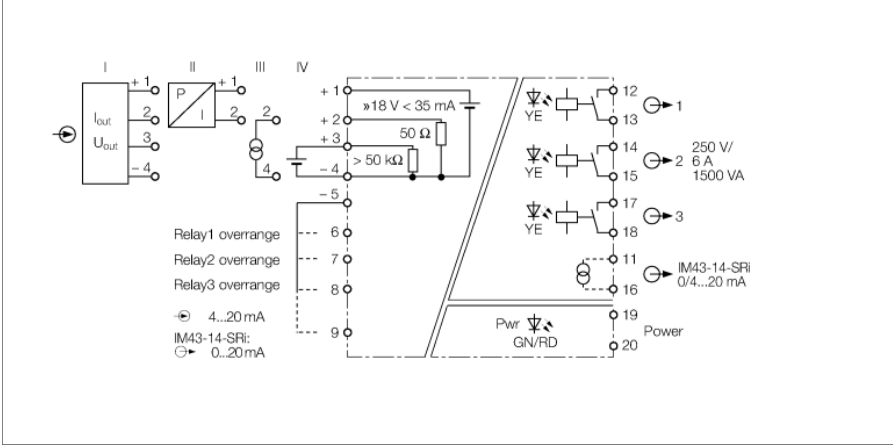 I II III IV
+ 1 + 1 + 1 12
P »18 V < 35 mA 1
I 2 2 2 + 2 YE 13
Iout 50 Ω
Uout 3 + 3 14 250 V/
> 50 kΩ 2 6 A
– 4 4 – 4 YE 15 1500 VA
– 5 17
3
Relay1 overrange 6 YE 18
Relay2 overrange 7 11
IM43-14-SRi
Relay3 overrange 8 16 0/4...20 mA
4...20 mA 19
IM43-14-SRi: 9 Pwr Power
0...20 mA GN/RD 20